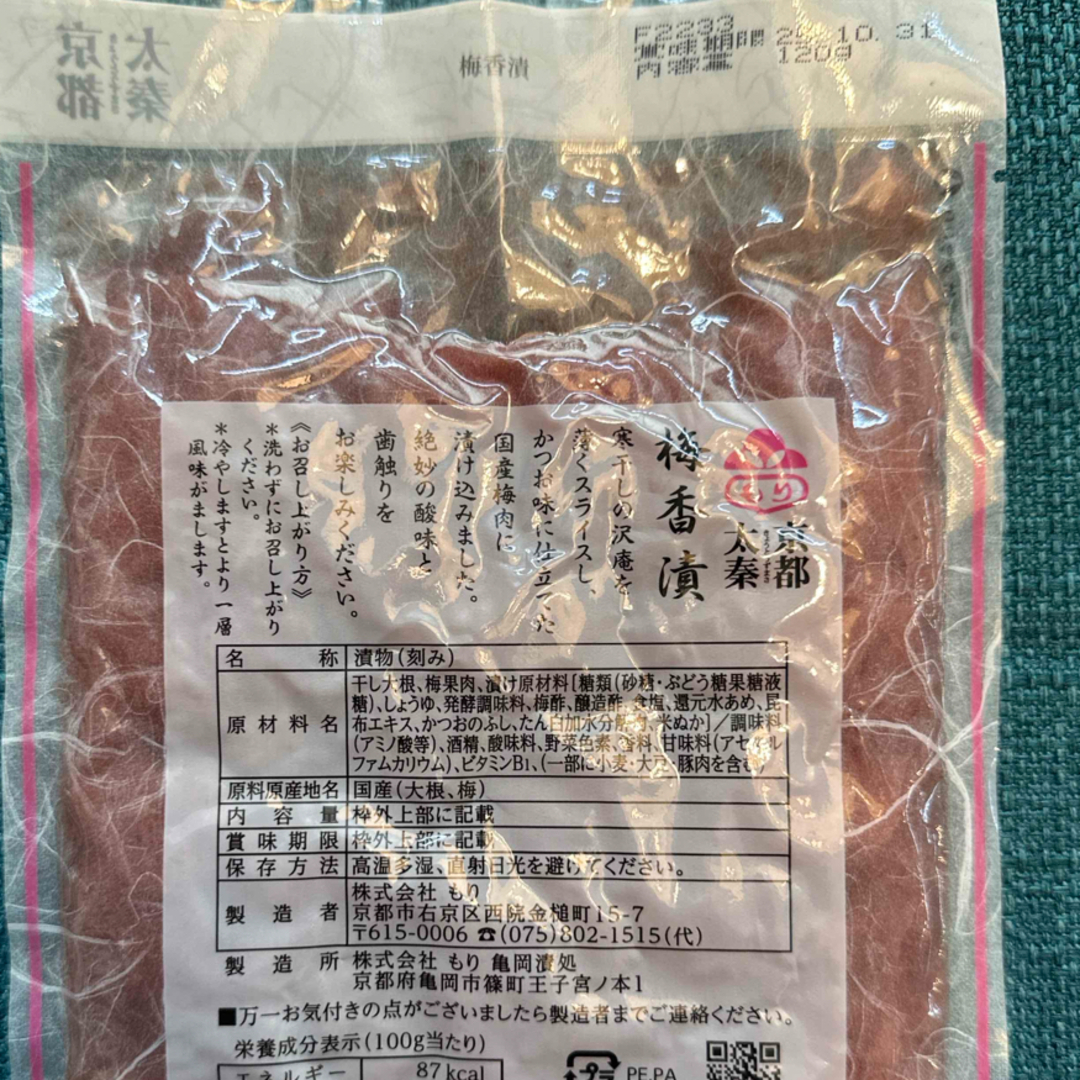 京都
太秦
梅香漬
F2233
賞味期限
10.31
内容量 120g
もり
京都
太秦
梅香漬
寒干しの沢庵を
薄くスライスし、
かつお味に仕立てた
国産梅肉に
漬け込みました。
絶妙の酸味と
歯触りを
お楽しみください。
《お召し上がり方》
＊洗わずにお召し上がり
ください。
＊冷やしますとより一層
風味がまします。
名称 漬物(刻み)
原材料名 干し大根、梅果肉、漬け原材料[糖類(砂糖・ぶどう糖果糖液
糖)、しょうゆ、発酵調味料、梅酢、醸造酢、食塩、還元水あめ、昆
布エキス、かつおのふし、たん白加水分解物、米ぬか]／調味料
(アミノ酸等)、酒精、酸味料、野菜色素、香料、甘味料(アセスル
ファムカリウム)、ビタミンB1、(一部に小麦・大豆・豚肉を含む)
原料原産地名 国産(大根、梅)
内容量 枠外上部に記載
賞味期限 枠外上部に記載
保存方法 高温多湿、直射日光を避けてください。
製造者 株式会社 もり
京都市右京区西院金槌町15-7
〒615-0006 ☎(075)802-1515(代)
製造所 株式会社 もり 亀岡漬処
京都府亀岡市篠町王子宮ノ本1
■万一お気付きの点がございましたら製造者までご連絡ください。
栄養成分表示(100g当たり)
エネルギー 87kcal
プラ PE,PA